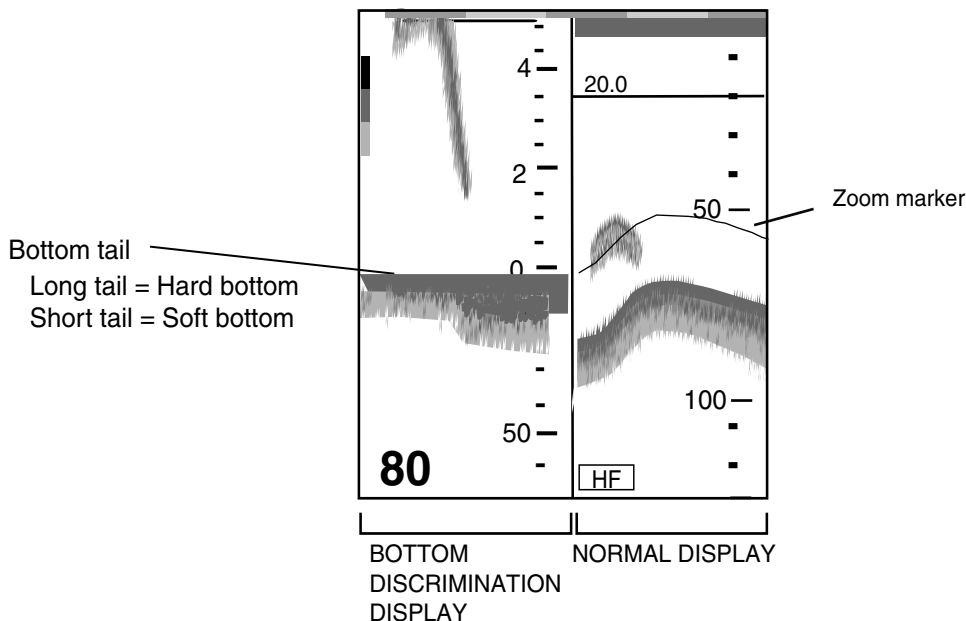 4
2
0
50
80
20.0
50
100
HF
Zoom marker
Bottom tail
Long tail = Hard bottom
Short tail = Soft bottom
BOTTOM
DISCRIMINATION
DISPLAY
NORMAL DISPLAY